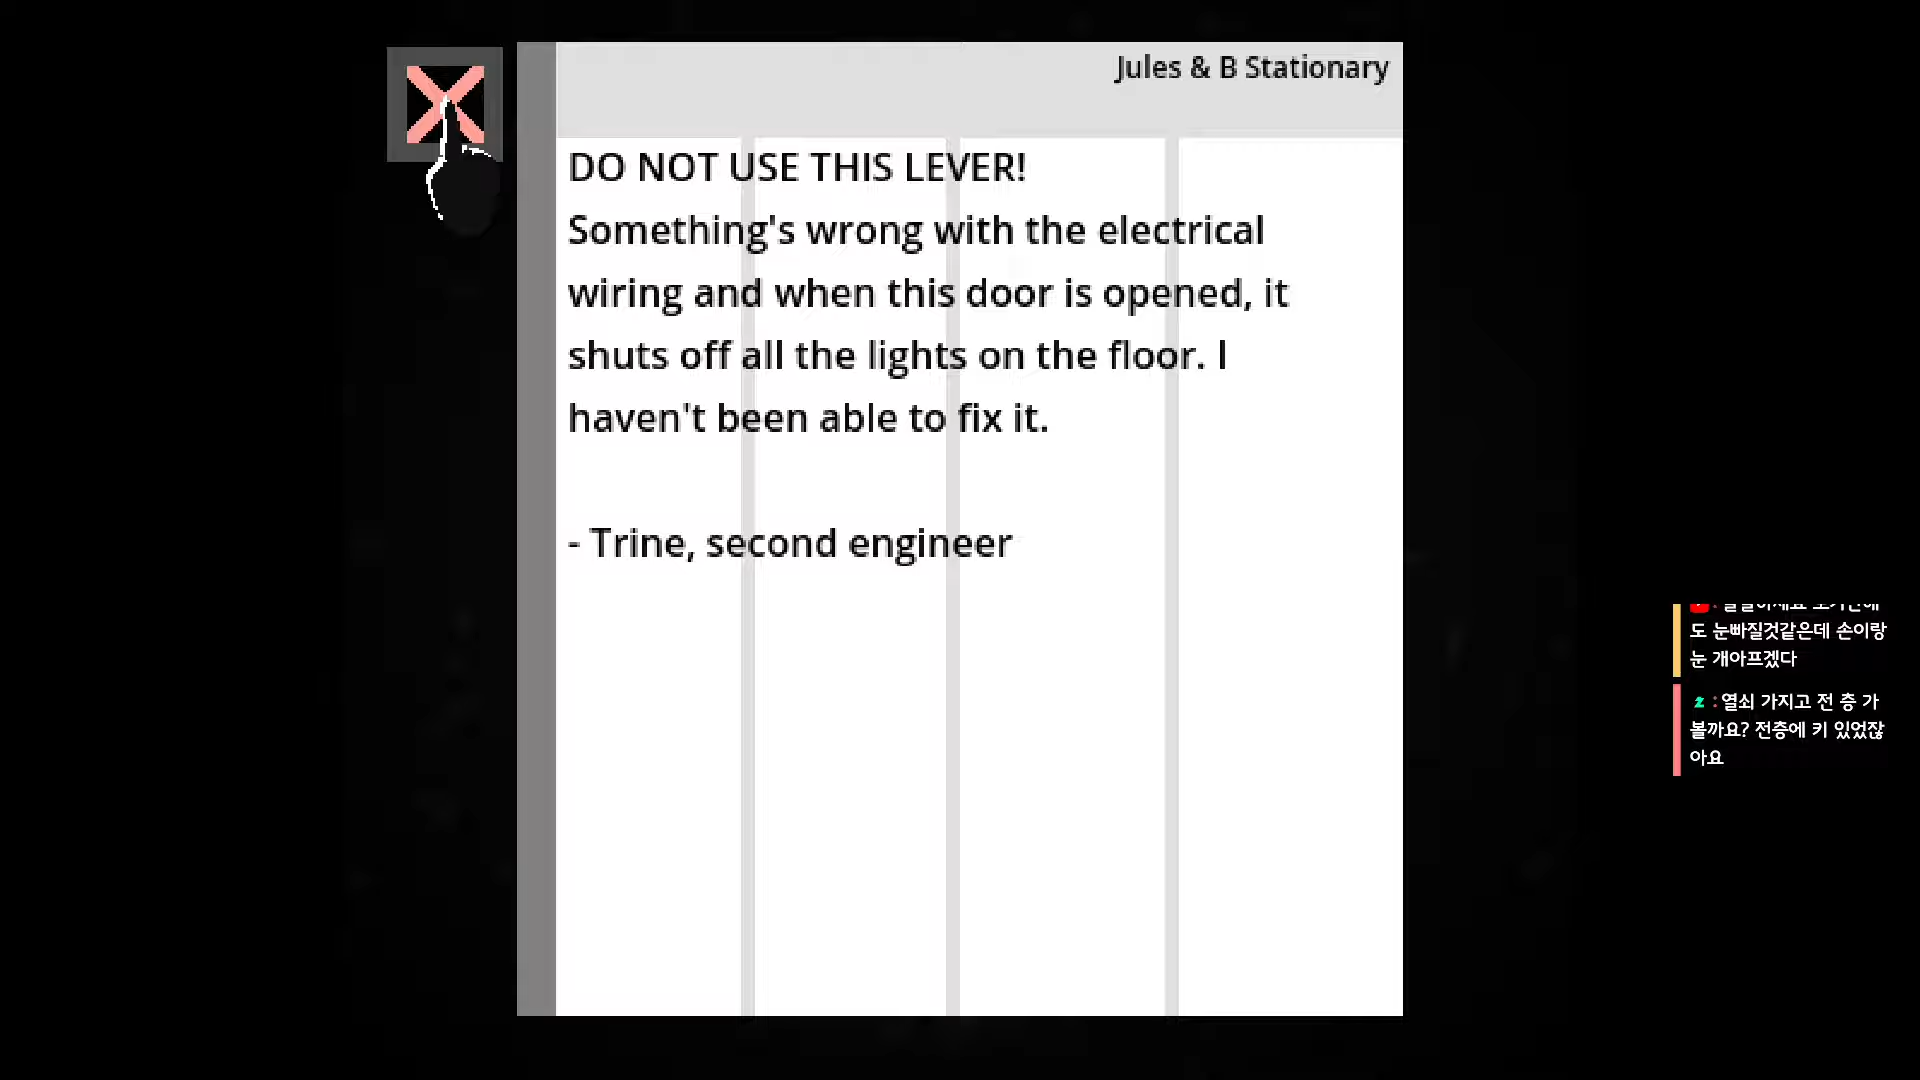 Jules & B Stationary
DO NOT USE THIS LEVER!
Something's wrong with the electrical
wiring and when this door is opened, it
shuts off all the lights on the floor. I
haven't been able to fix it.
- Trine, second engineer
도 눈빠질것같은데 손이랑
눈 개아프겠다
: 열쇠 가지고 전 층 가
볼까요? 전층에 키 있었잖
아요